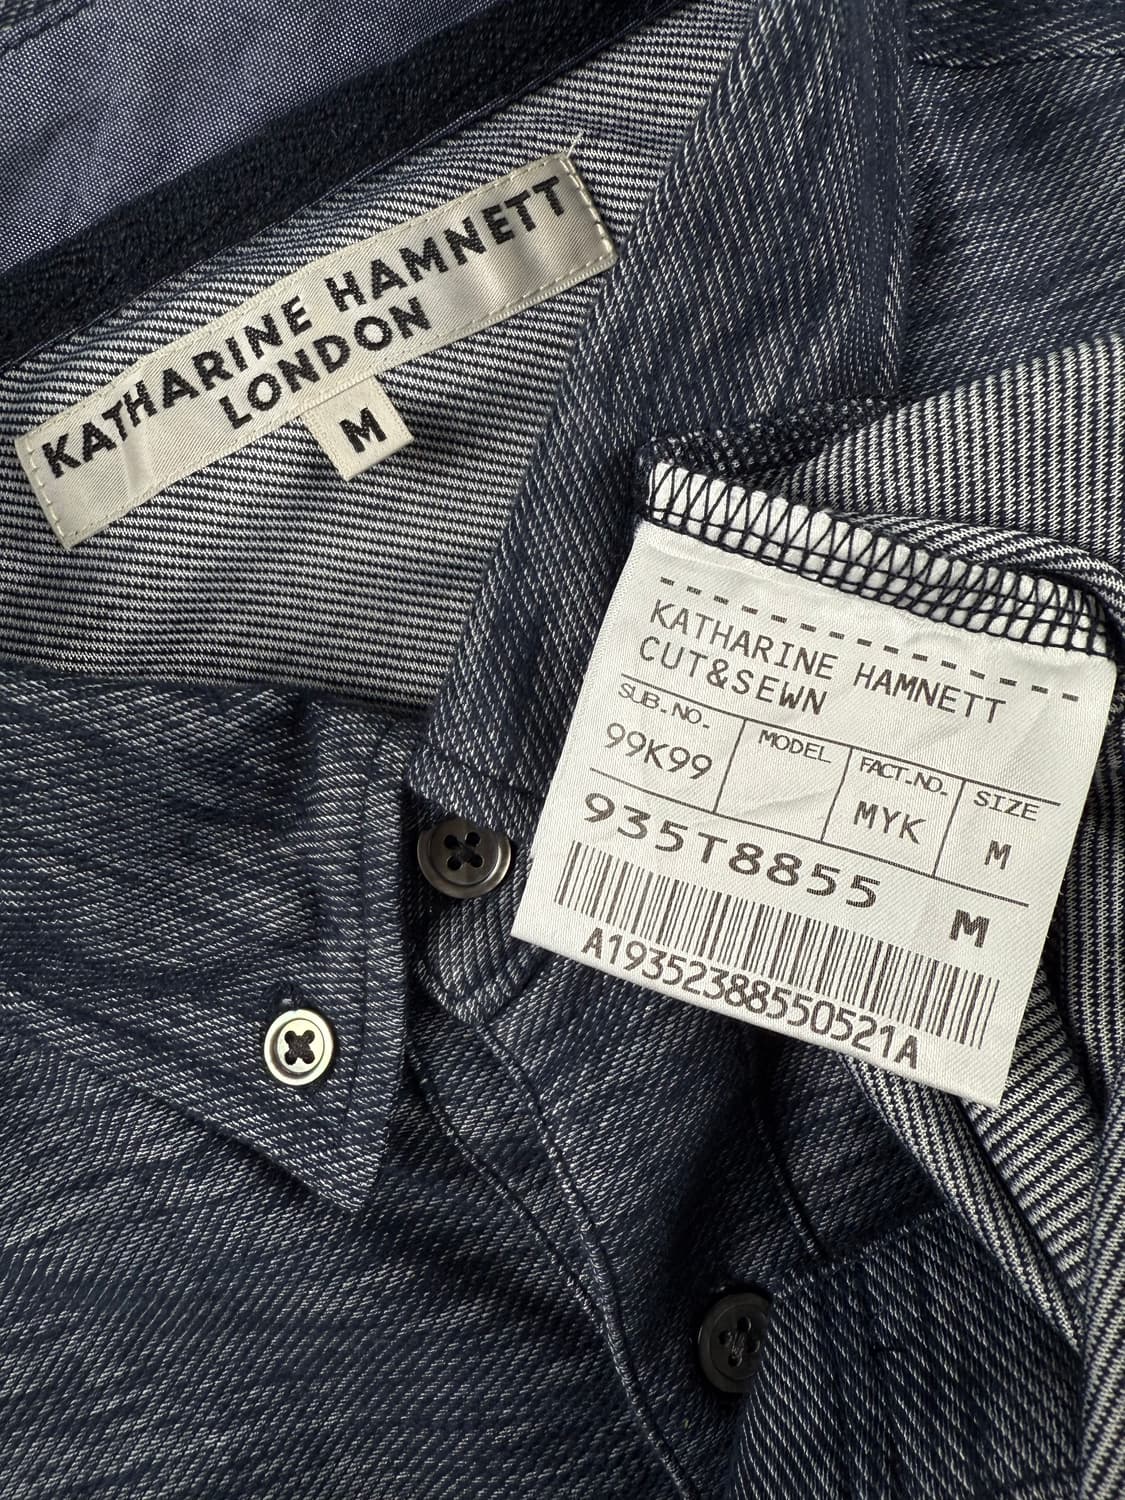 KATHARINE HAMNETT
LONDON
M
KATHARINE HAMNETT
CUT&SEWN
SUB.NO. MODEL FACT.NO. SIZE
99K99 MYK M
935T8855 M
A19352388550521A